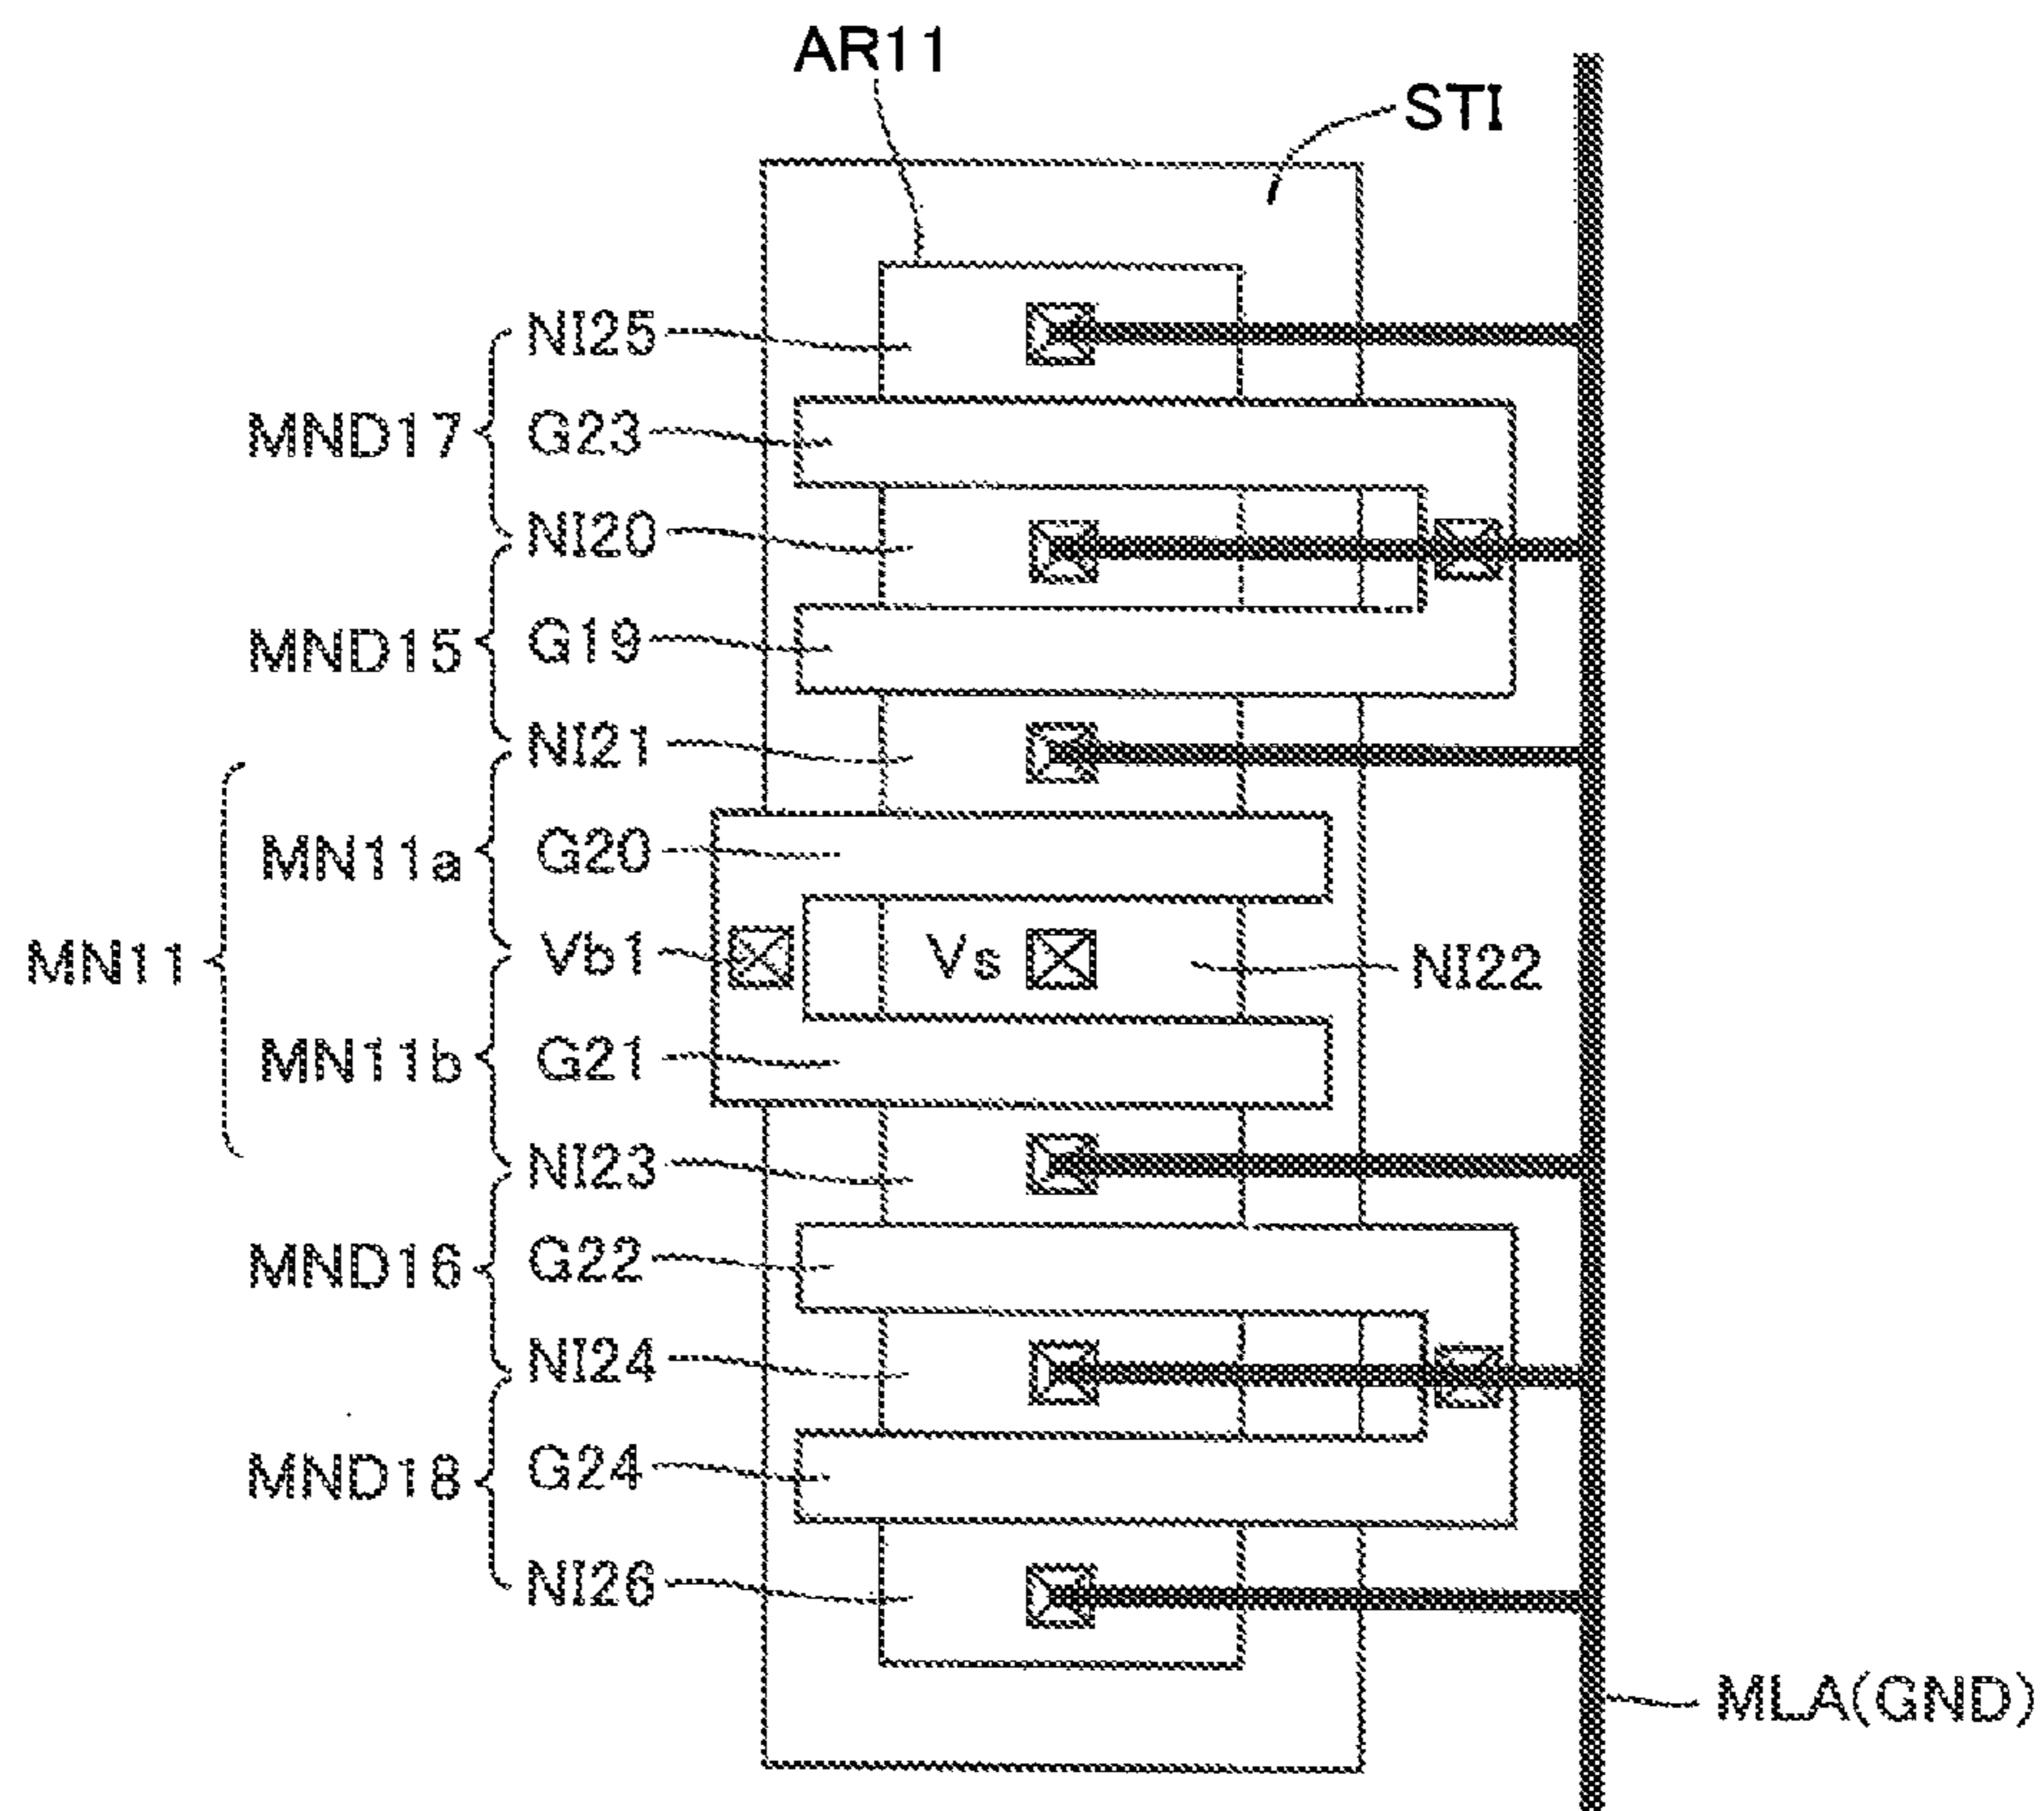 AR11
STI
NI25
MND17
G23
NI20
MND15
G19
NI21
MN11a
G20
MN11
Vb1
Vs
NI22
MN11b
G21
NI23
MND16
G22
NI24
MND18
G24
NI26
MLA(GND)